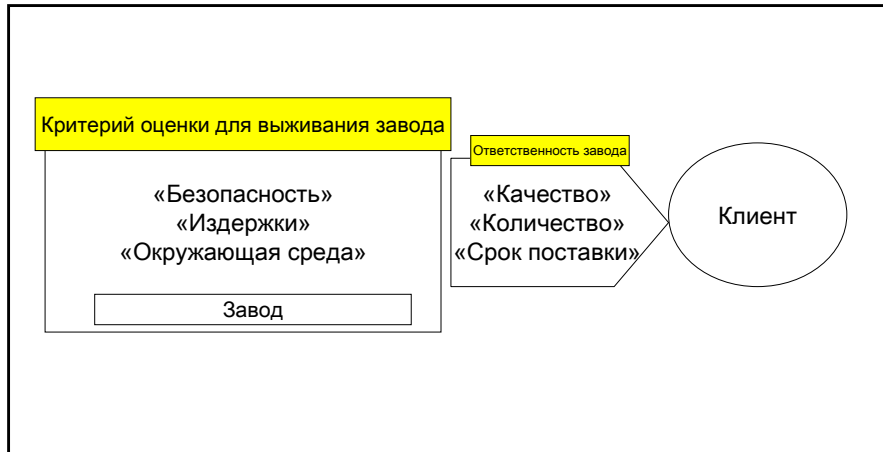 Критерий оценки для выживания завода
«Безопасность»
«Издержки»
«Окружающая среда»
Завод
Ответственность завода
«Качество»
«Количество»
«Срок поставки»
Клиент